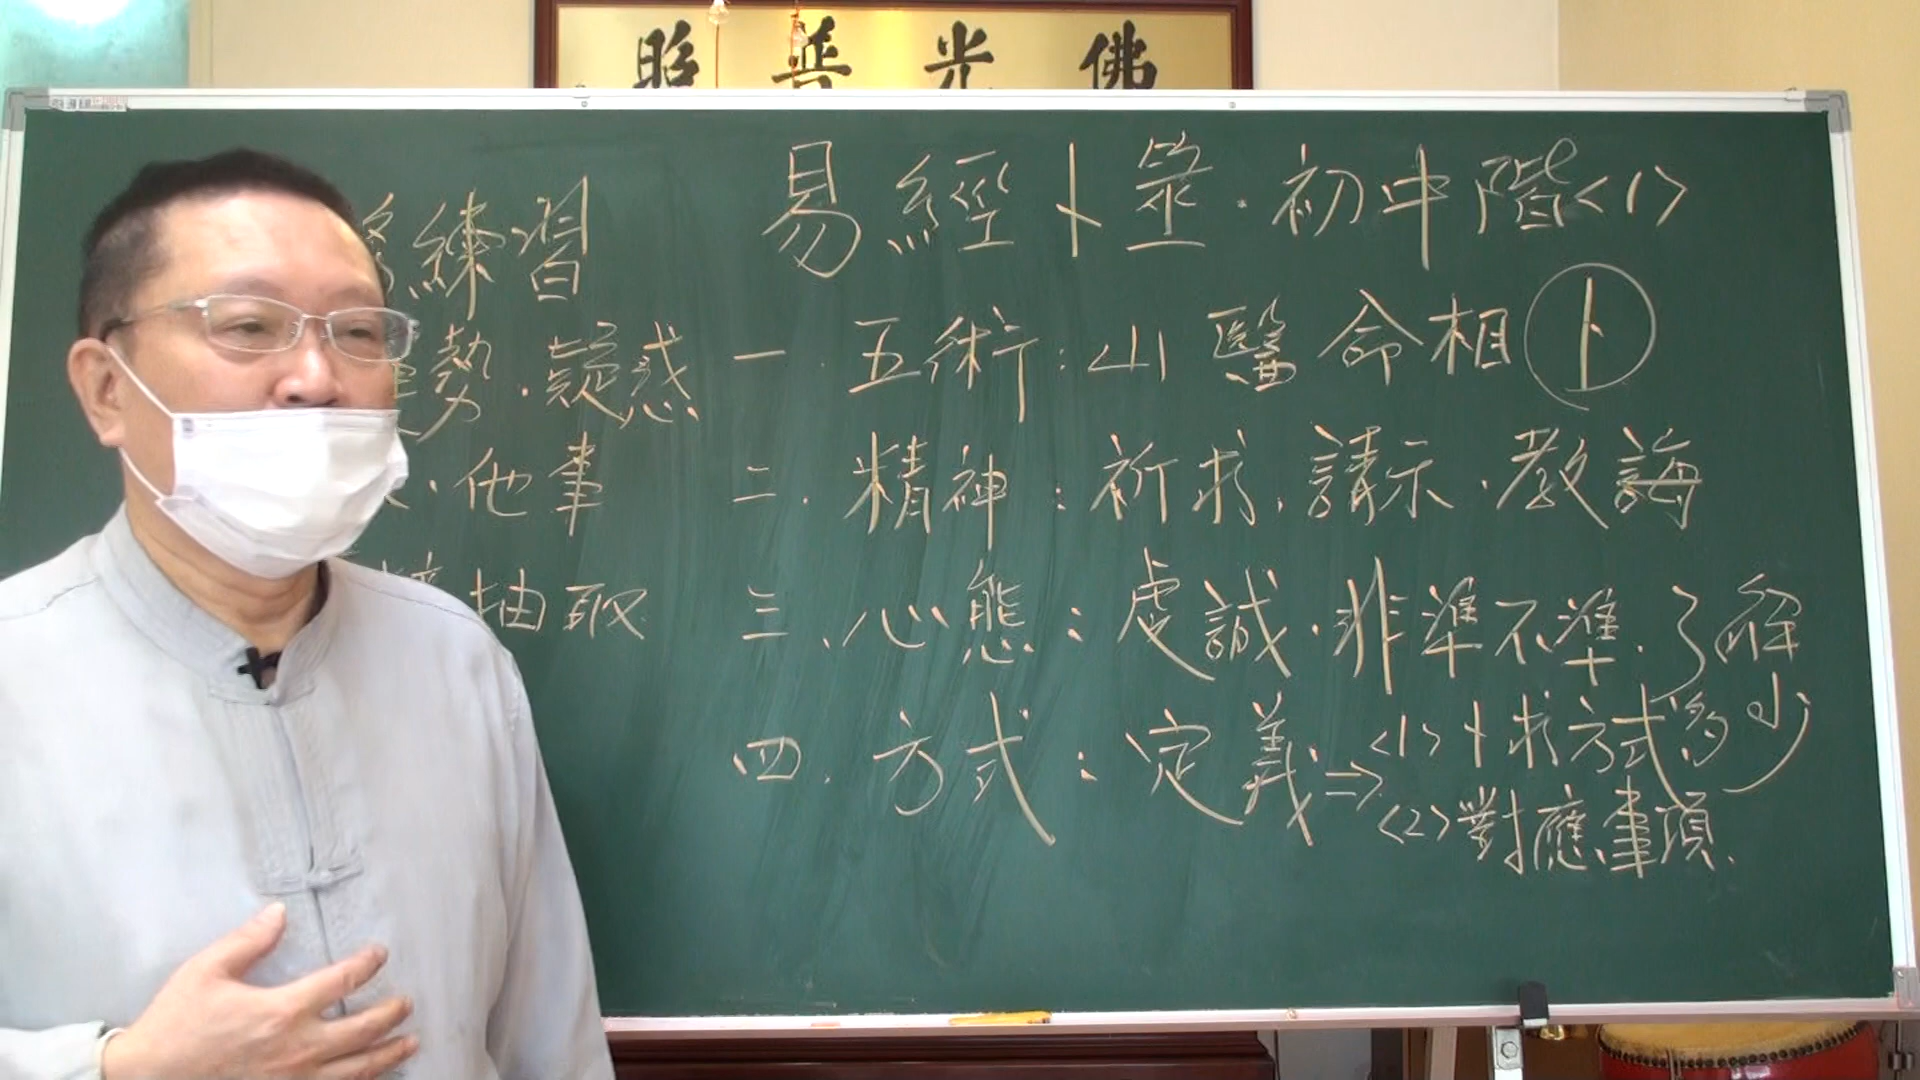 佛光普照
易經卜筮·初中階<1>
一.五術:山 醫 命 相 卜
二.精神:祈求.請示.教誨
三.心態:虔誠.非準不準.了解
四.方式:定義⇒<1>卜求方式多少
<2>對應事項.
練習
勢.疑惑
.他事
抽取